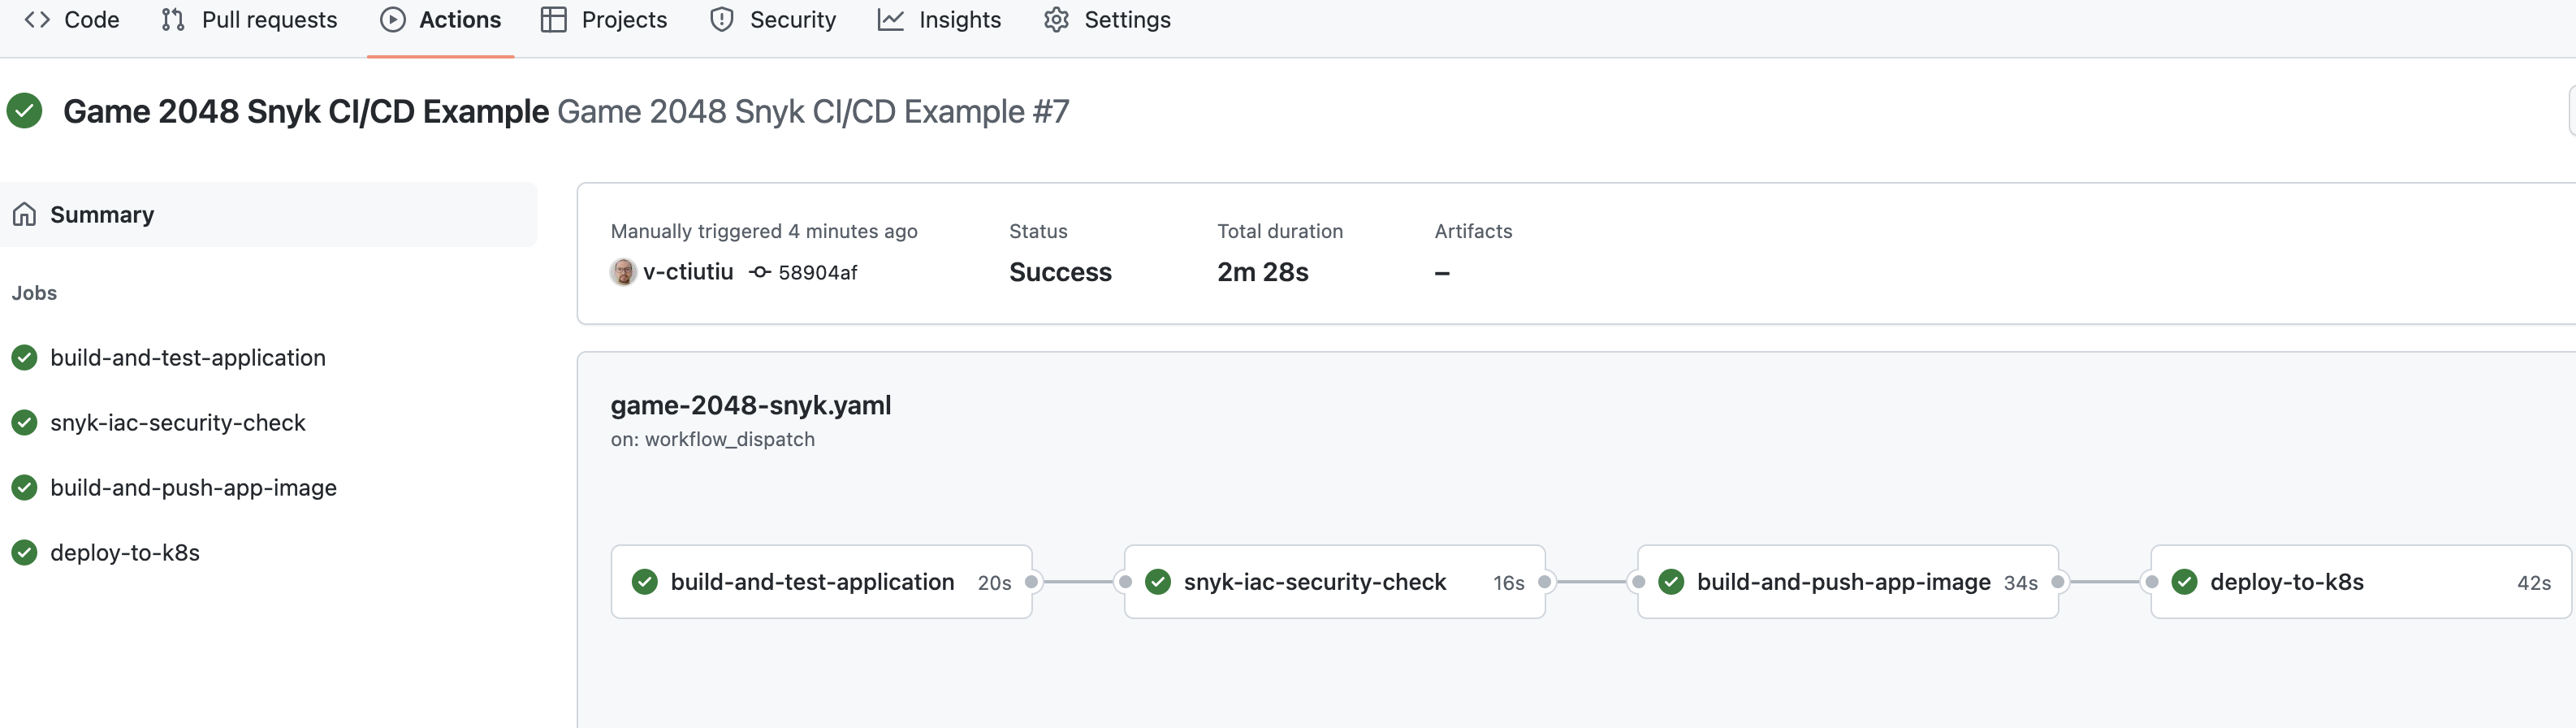 Code Pull requests Actions Projects Security Insights Settings
Game 2048 Snyk CI/CD Example Game 2048 Snyk CI/CD Example #7
Summary
Jobs
build-and-test-application
snyk-iac-security-check
build-and-push-app-image
deploy-to-k8s
Manually triggered 4 minutes ago Status Total duration Artifacts
v-ctiutiu 58904af Success 2m 28s –
game-2048-snyk.yaml
on: workflow_dispatch
build-and-test-application 20s snyk-iac-security-check 16s build-and-push-app-image 34s deploy-to-k8s 42s